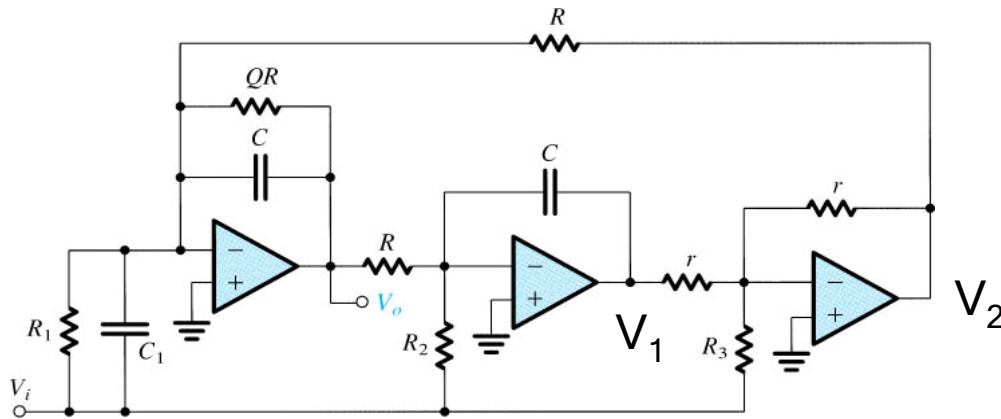 R
QR
C
C
r
R
r
− + − + − +
V₁
V₂
Vₒ
R₁
C₁
R₂
R₃
Vᵢ